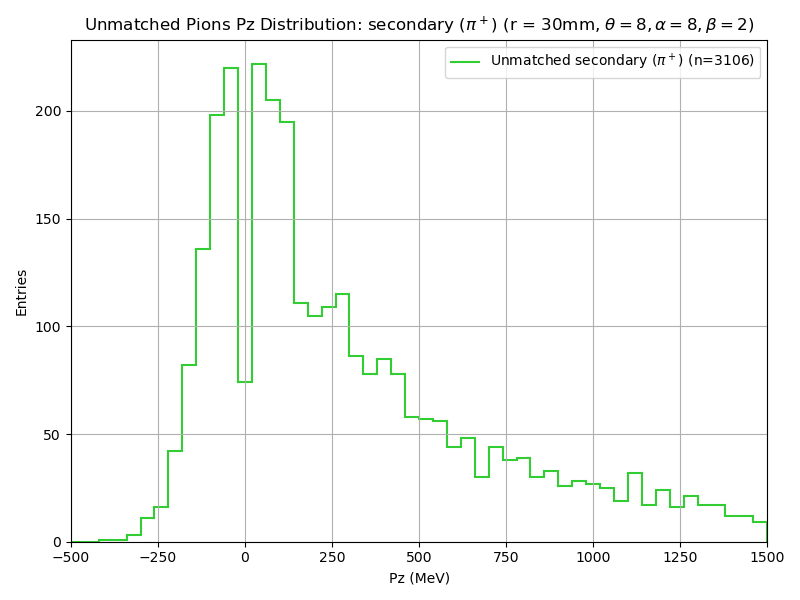 Unmatched Pions Pz Distribution: secondary (π⁺) (r = 30mm, θ = 8, α = 8, β = 2)
Unmatched secondary (π⁺) (n=3106)
200
150
100
50
0
Entries
−500 −250 0 250 500 750 1000 1250 1500
Pz (MeV)